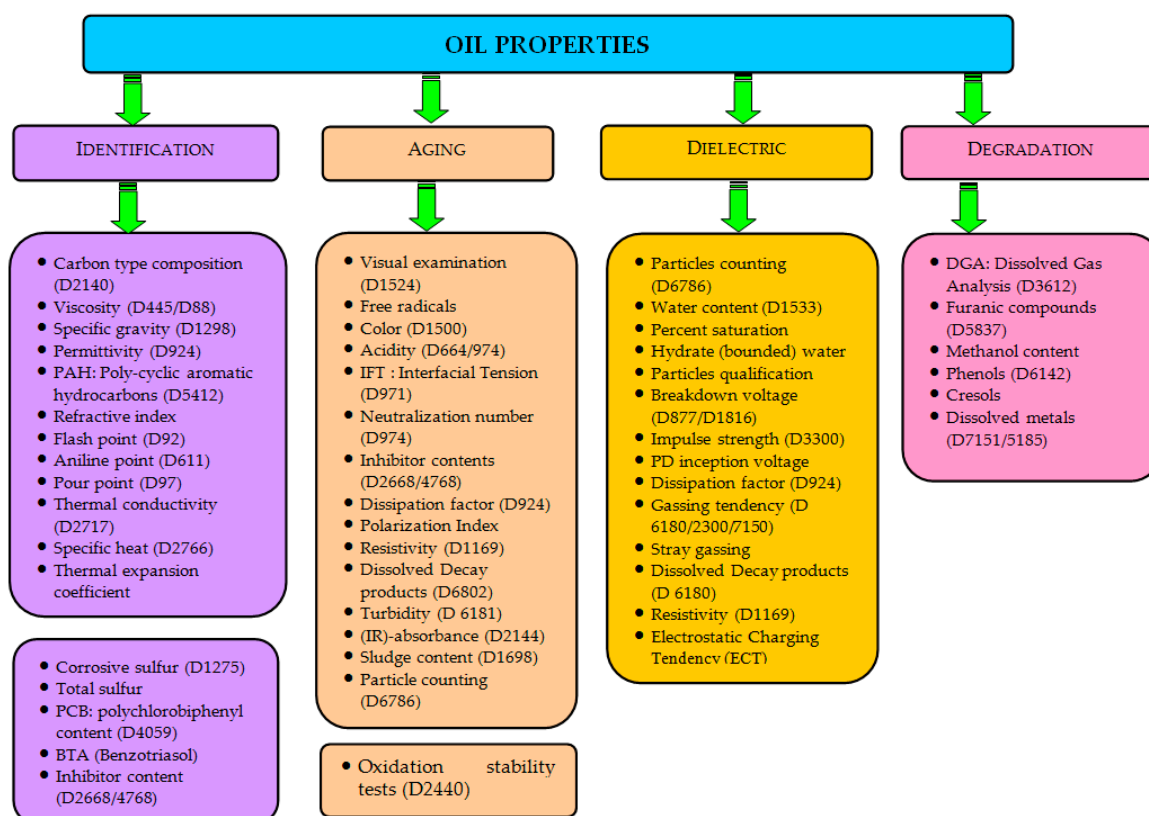 OIL PROPERTIES
IDENTIFICATION
AGING
DIELECTRIC
DEGRADATION
• Carbon type composition
(D2140)
• Viscosity (D445/D88)
• Specific gravity (D1298)
• Permittivity (D924)
• PAH: Poly-cyclic aromatic
hydrocarbons (D5412)
• Refractive index
• Flash point (D92)
• Aniline point (D611)
• Pour point (D97)
• Thermal conductivity
(D2717)
• Specific heat (D2766)
• Thermal expansion
coefficient
• Corrosive sulfur (D1275)
• Total sulfur
• PCB: polychlorobiphenyl
content (D4059)
• BTA (Benzotriasol)
• Inhibitor content
(D2668/4768)
• Visual examination
(D1524)
• Free radicals
• Color (D1500)
• Acidity (D664/974)
• IFT : Interfacial Tension
(D971)
• Neutralization number
(D974)
• Inhibitor contents
(D2668/4768)
• Dissipation factor (D924)
• Polarization Index
• Resistivity (D1169)
• Dissolved Decay
products (D6802)
• Turbidity (D 6181)
• (IR)-absorbance (D2144)
• Sludge content (D1698)
• Particle counting
(D6786)
• Oxidation stability
tests (D2440)
• Particles counting
(D6786)
• Water content (D1533)
• Percent saturation
• Hydrate (bounded) water
• Particles qualification
• Breakdown voltage
(D877/D1816)
• Impulse strength (D3300)
• PD inception voltage
• Dissipation factor (D924)
• Gassing tendency (D
6180/2300/7150)
• Stray gassing
• Dissolved Decay products
(D 6180)
• Resistivity (D1169)
• Electrostatic Charging
Tendency (ECT)
• DGA: Dissolved Gas
Analysis (D3612)
• Furanic compounds
(D5837)
• Methanol content
• Phenols (D6142)
• Cresols
• Dissolved metals
(D7151/5185)